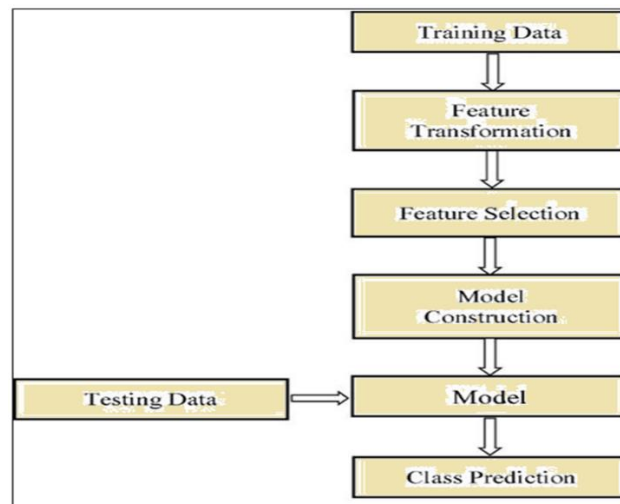 Training Data
Feature
Transformation
Feature Selection
Model
Construction
Testing Data
Model
Class Prediction